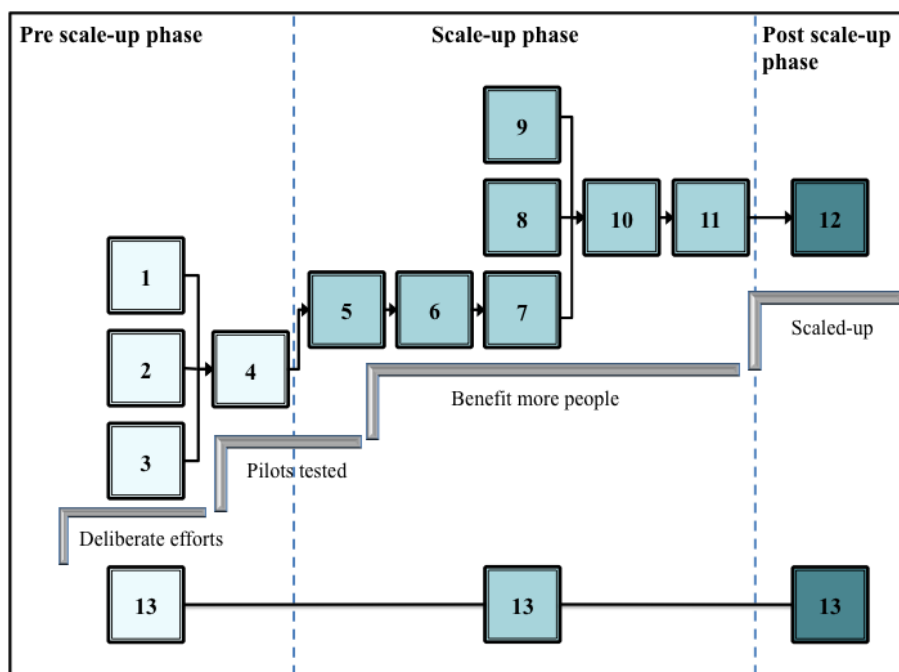 Pre scale-up phase
Scale-up phase
Post scale-up
phase
9
8
10
11
12
1
5
6
7
2
4
3
Scaled-up
Benefit more people
Pilots tested
Deliberate efforts
13
13
13